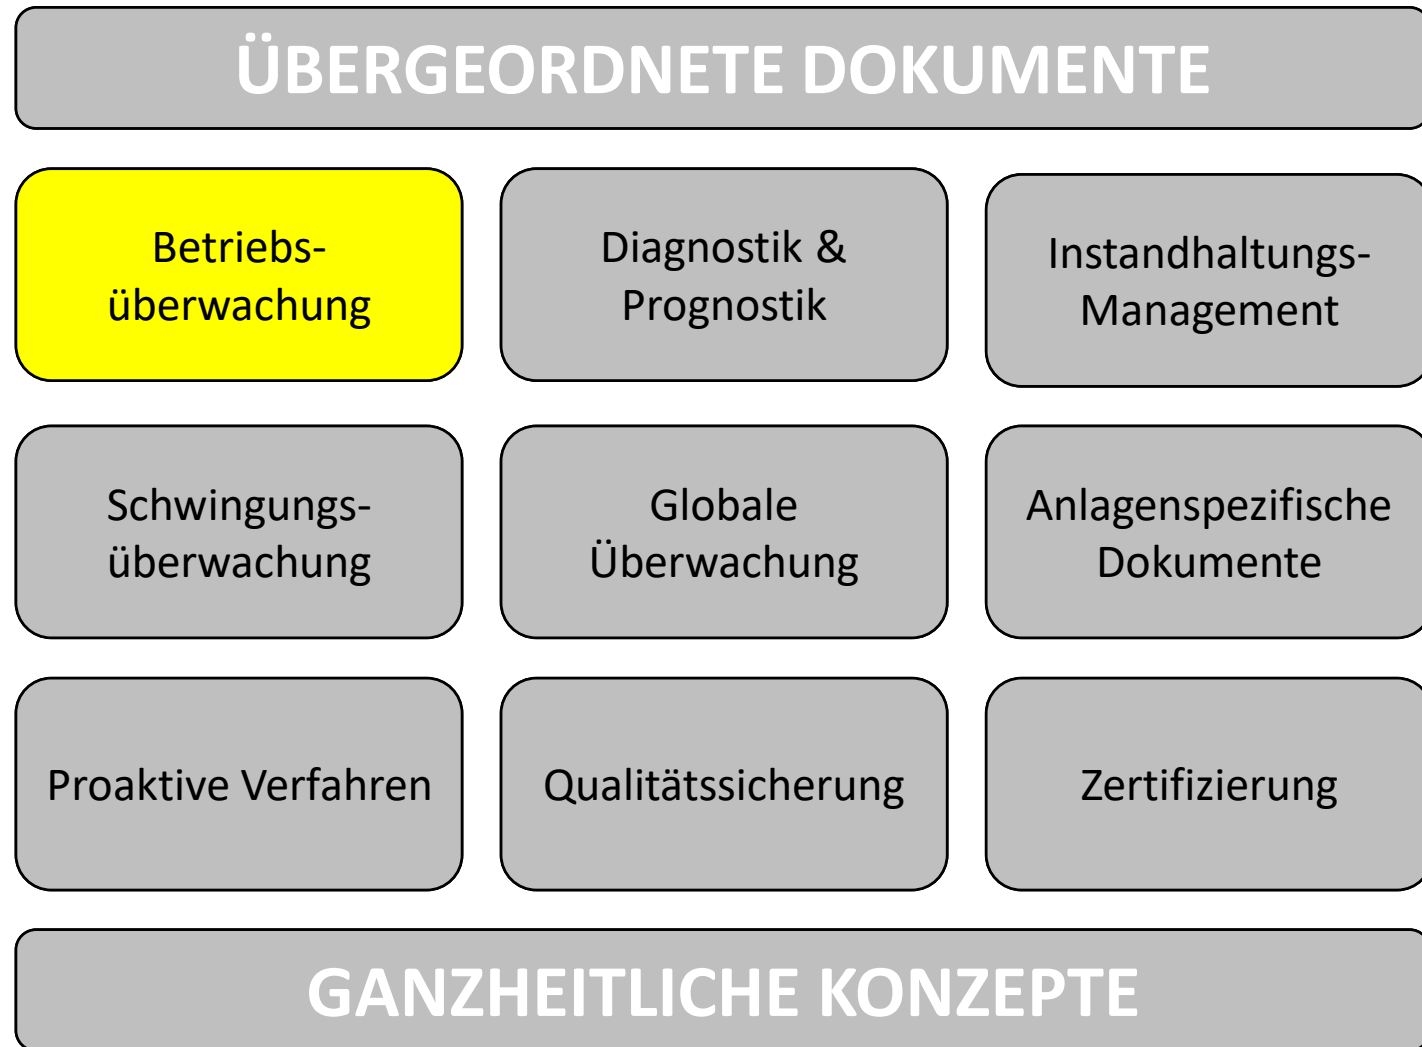 ÜBERGEORDNETE DOKUMENTE
Betriebs-
überwachung
Diagnostik &
Prognostik
Instandhaltungs-
Management
Schwingungs-
überwachung
Globale
Überwachung
Anlagenspezifische
Dokumente
Proaktive Verfahren
Qualitätssicherung
Zertifizierung
GANZHEITLICHE KONZEPTE